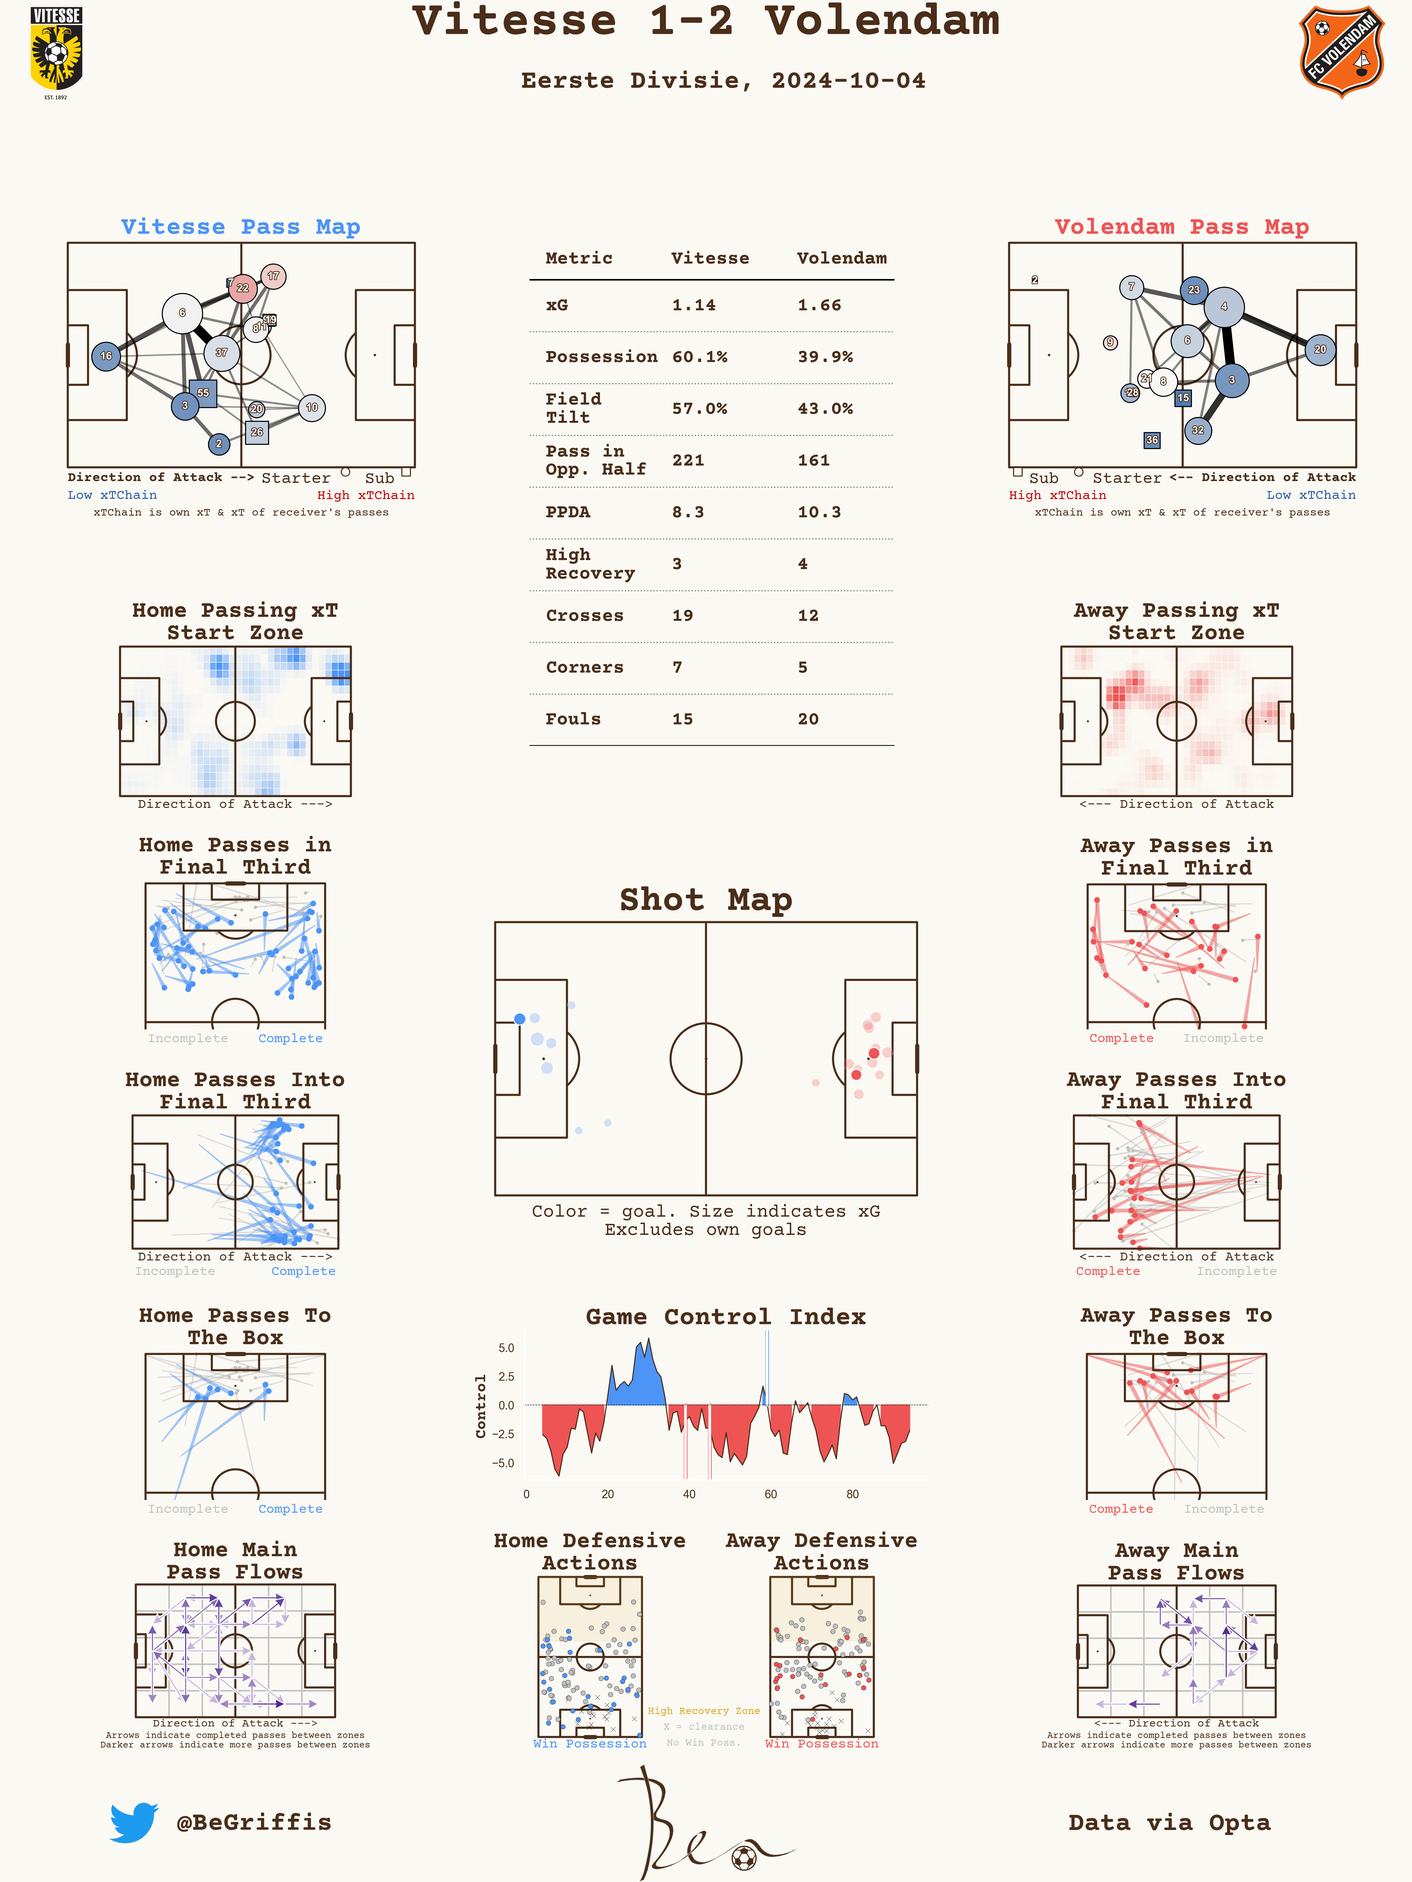 Vitesse 1-2 Volendam
Eerste Divisie, 2024-10-04
VITESSE
EST. 1892
FC VOLENDAM
Vitesse Pass Map
17
22
7
6
19
11
8
37
16
55
3
20
10
26
2
Direction of Attack --> Starter Sub
Low xTChain High xTChain
xTChain is own xT & xT of receiver's passes
Metric Vitesse Volendam
xG 1.14 1.66
Possession 60.1% 39.9%
Field
Tilt 57.0% 43.0%
Pass in
Opp. Half 221 161
PPDA 8.3 10.3
High
Recovery 3 4
Crosses 19 12
Corners 7 5
Fouls 15 20
Volendam Pass Map
2
7
23
4
9
6
20
21
8
3
28
15
32
36
Sub Starter <-- Direction of Attack
High xTChain Low xTChain
xTChain is own xT & xT of receiver's passes
Home Passing xT
Start Zone
Direction of Attack --->
Away Passing xT
Start Zone
<--- Direction of Attack
Home Passes in
Final Third
Incomplete Complete
Away Passes in
Final Third
Complete Incomplete
Shot Map
Color = goal. Size indicates xG
Excludes own goals
Home Passes Into
Final Third
Direction of Attack --->
Incomplete Complete
Away Passes Into
Final Third
<--- Direction of Attack
Complete Incomplete
Home Passes To
The Box
Incomplete Complete
Game Control Index
Control
5.0
2.5
0.0
−2.5
−5.0
0 20 40 60 80
Away Passes To
The Box
Complete Incomplete
Home Main
Pass Flows
Direction of Attack --->
Arrows indicate completed passes between zones
Darker arrows indicate more passes between zones
Home Defensive
Actions
Win Possession
Away Defensive
Actions
Win Possession
High Recovery Zone
X = clearance
No Win Poss.
Away Main
Pass Flows
<--- Direction of Attack
Arrows indicate completed passes between zones
Darker arrows indicate more passes between zones
@BeGriffis
Ben
Data via Opta